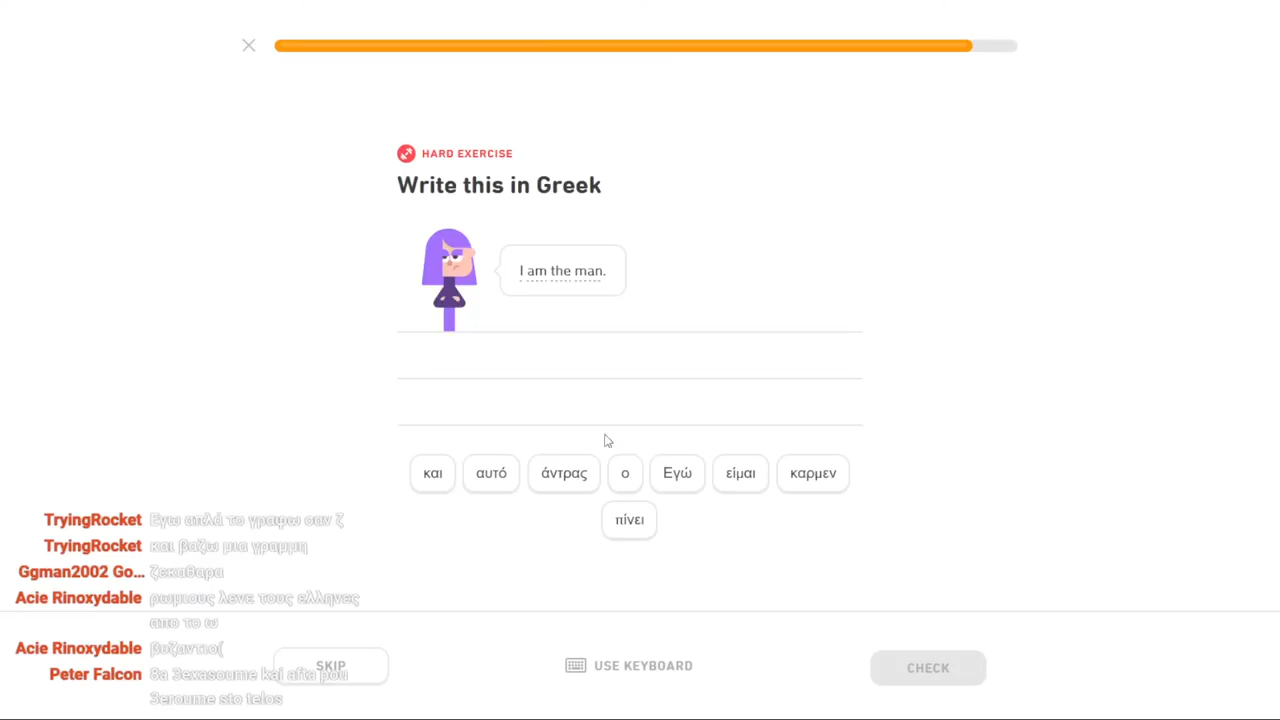 HARD EXERCISE
Write this in Greek
I am the man.
και αυτό άντρας ο Εγώ είμαι καρμεν
πίνει
TryingRocket Εγω απλά το γραφω σαν ζ
TryingRocket και βαζω μια γραμμη
Ggman2002 Go... ζεκαθαρα
Acie Rinoxydable ρωμιους λενε τους ελληνες
απο το ω
Acie Rinoxydable βυζαντιο(
Peter Falcon 8a 3exasoume kai afta pou
3eroume sto telos
SKIP
USE KEYBOARD
CHECK